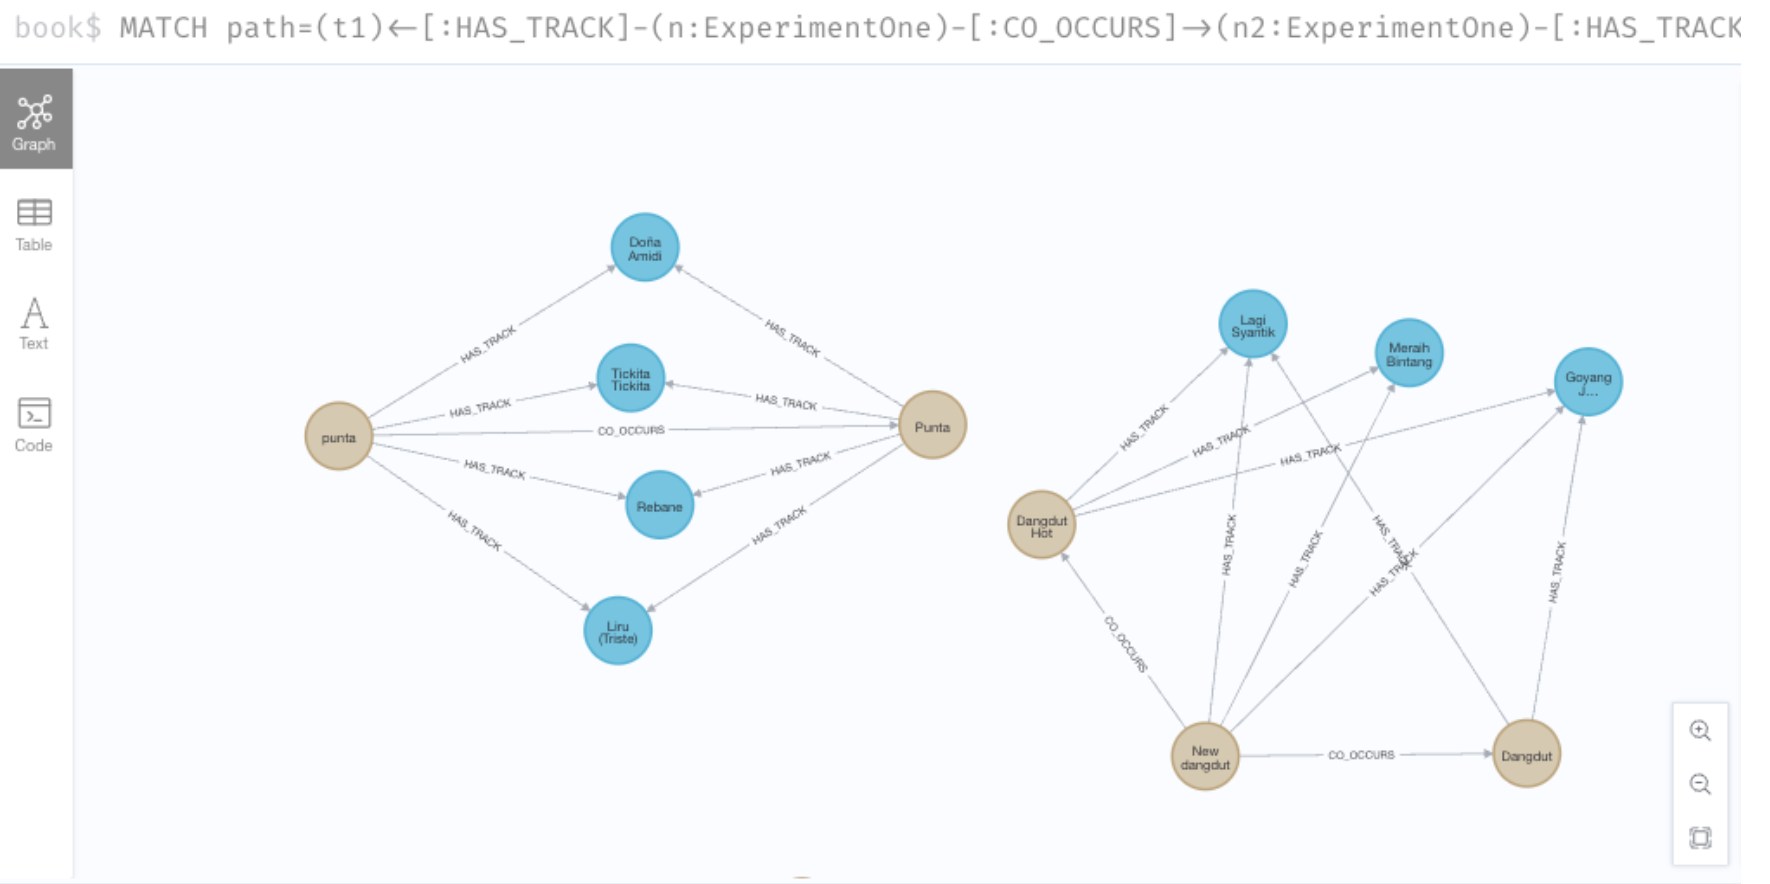 book$ MATCH path=(t1)<-[:HAS_TRACK]-(n:ExperimentOne)-[:CO_OCCURS]->(n2:ExperimentOne)-[:HAS_TRACK
Graph
Table
Text
Code
Doña
Amidi
HAS_TRACK
HAS_TRACK
Tickita
Tickita
HAS_TRACK
HAS_TRACK
punta
CO_OCCURS
Punta
HAS_TRACK
HAS_TRACK
Rebane
HAS_TRACK
HAS_TRACK
Liru
(Triste)
Lagi
Syantik
Meraih
Bintang
Goyang
J...
HAS_TRACK
HAS_TRACK
HAS_TRACK
Dangdut
Hot
HAS_TRACK
HAS_TRACK
HAS_TRACK
HAS_TRACK
HAS_TRACK
CO_OCCURS
New
dangdut
CO_OCCURS
Dangdut